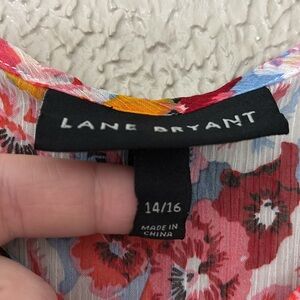 LANE BRYANT
14/16
MADE IN
CHINA